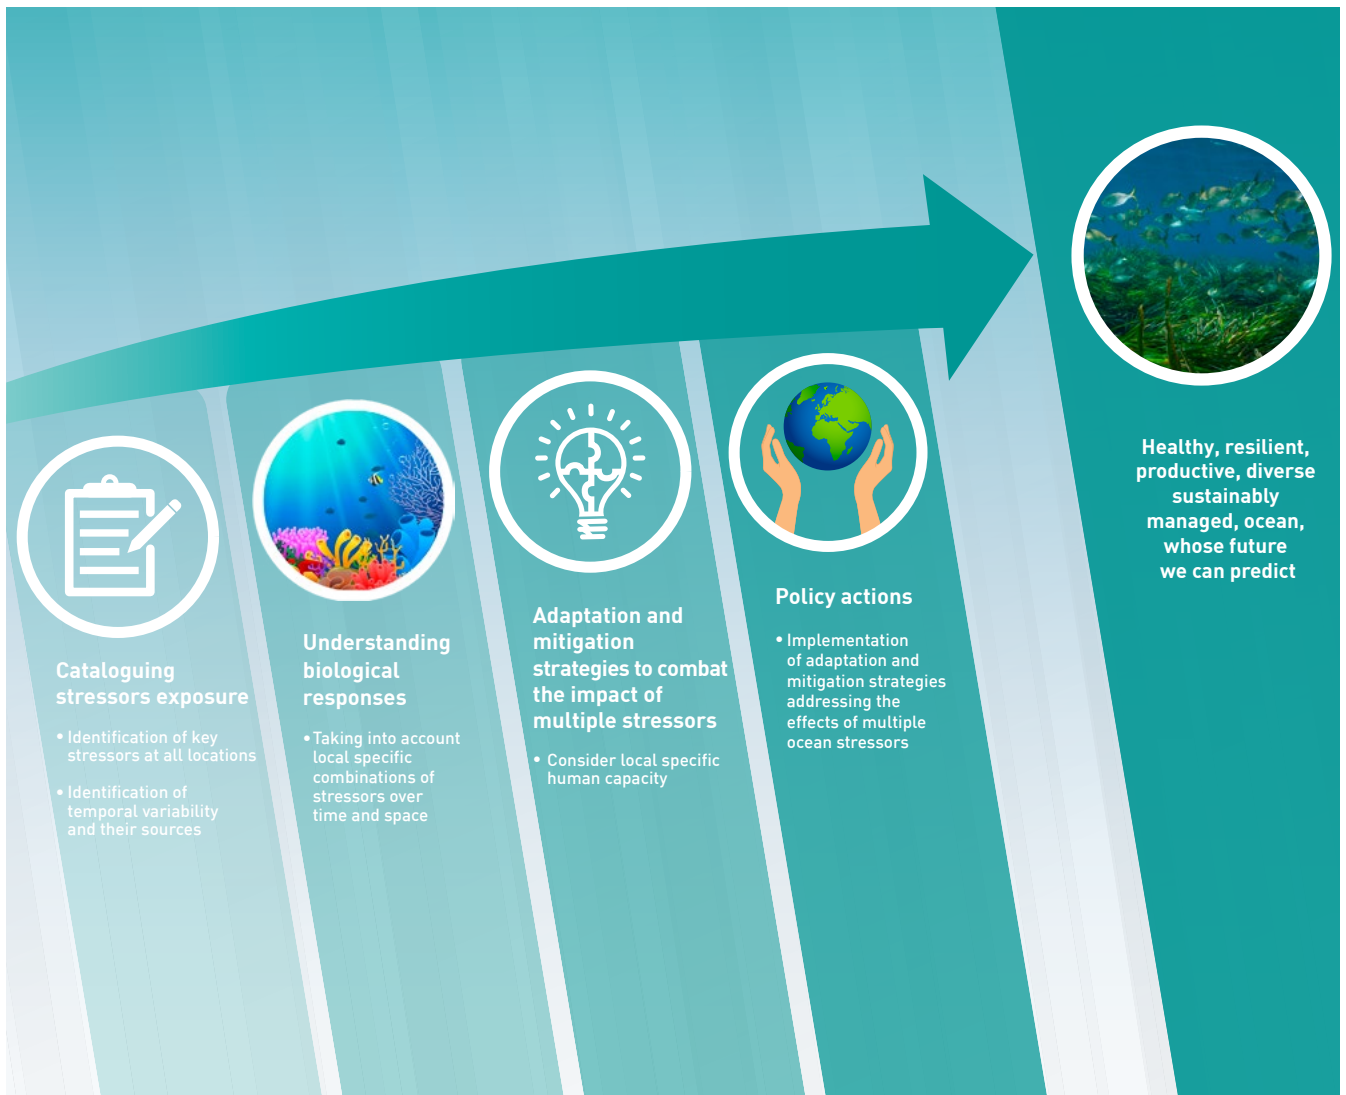 Cataloguing
stressors exposure
• Identification of key
stressors at all locations
• Identification of
temporal variability
and their sources
Understanding
biological
responses
• Taking into account
local specific
combinations of
stressors over
time and space
Adaptation and
mitigation
strategies to combat
the impact of
multiple stressors
• Consider local specific
human capacity
Policy actions
• Implementation
of adaptation and
mitigation strategies
addressing the
effects of multiple
ocean stressors
Healthy, resilient,
productive, diverse
sustainably
managed, ocean,
whose future
we can predict